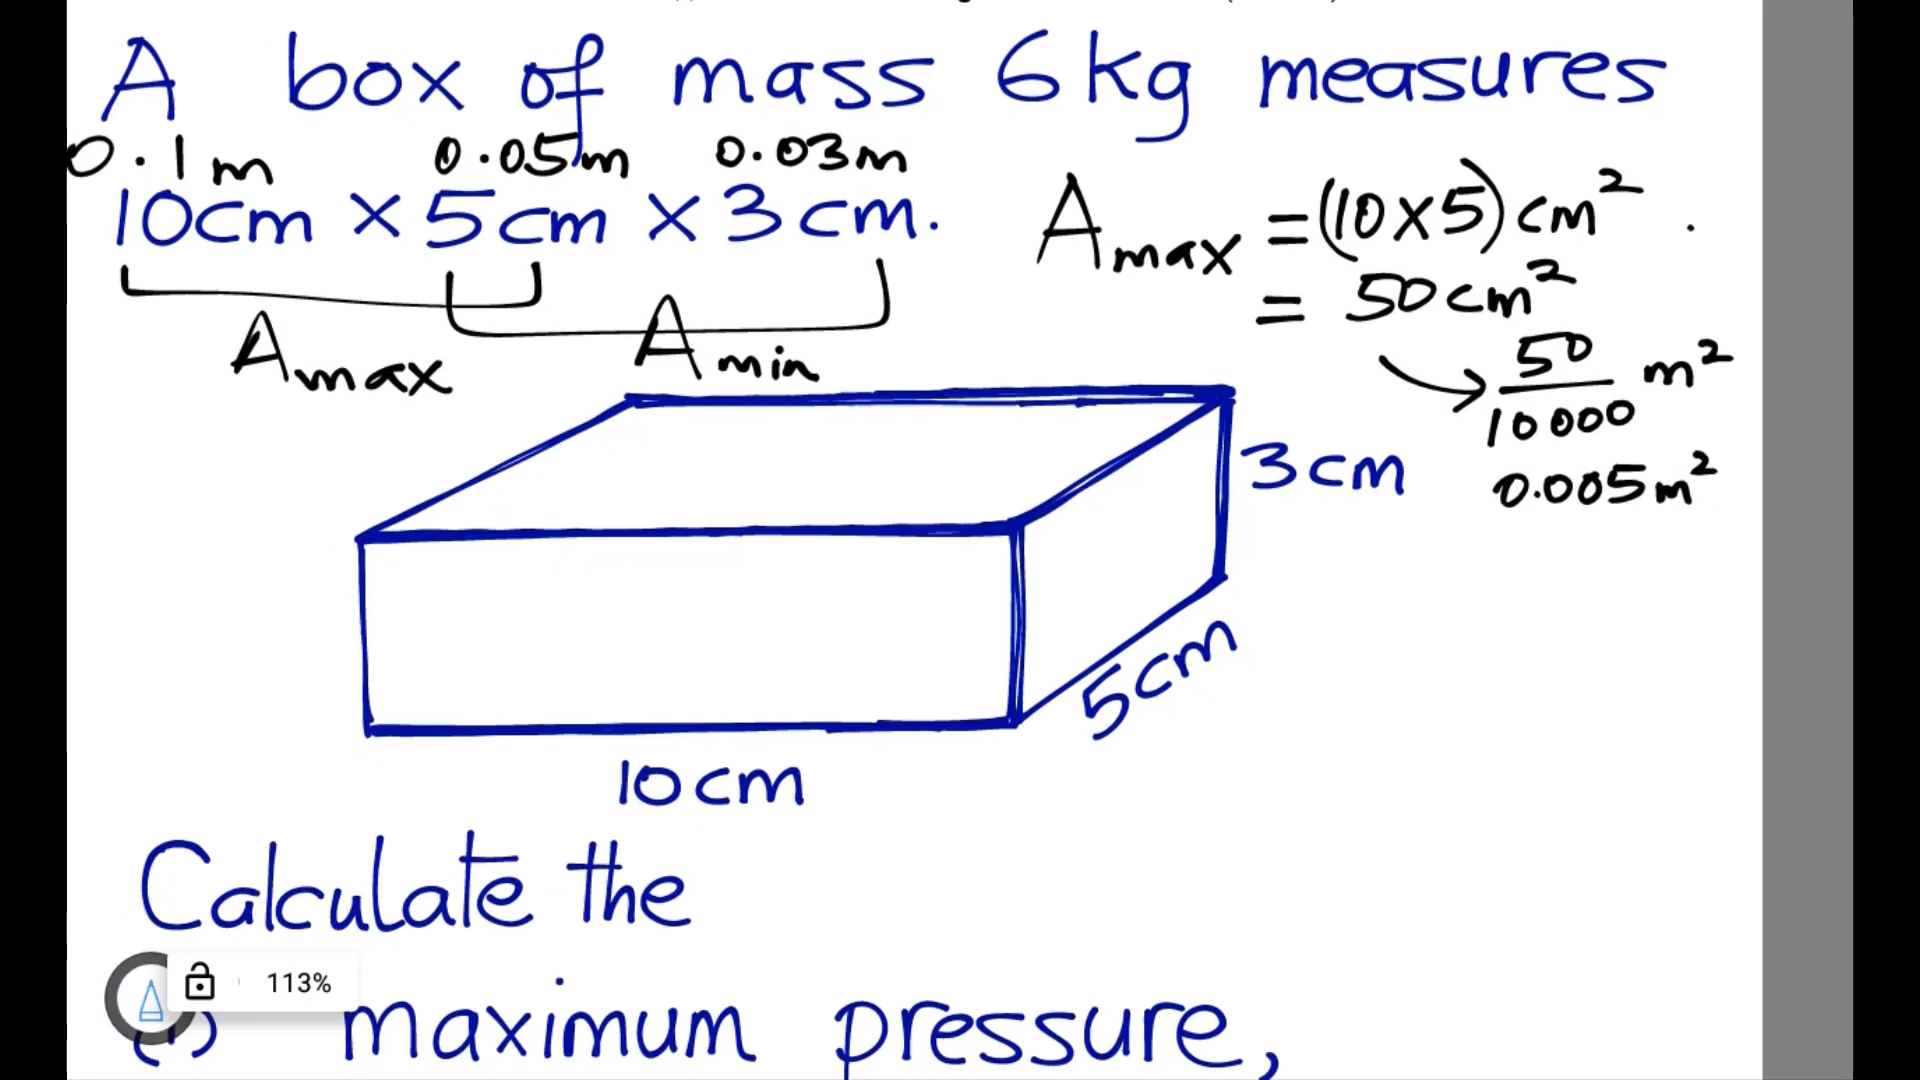 A box of mass 6kg measures
0.1m 0.05m 0.03m
10cm × 5cm × 3cm.
Amax Amin
Amax = (10×5)cm² .
= 50cm²
50/10000 m²
0.005m²
3cm
5cm
10cm
Calculate the
113%
(i) maximum pressure,